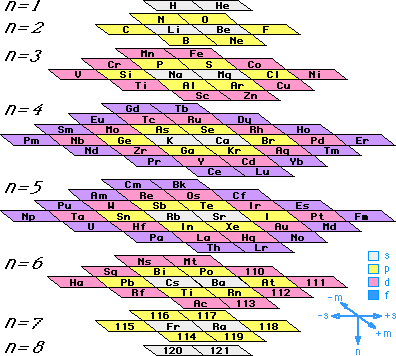 n=1 H He
N O
n=2 C Li Be F
B Ne
n=3 Mn Fe
Cr P S Co
V Si Na Mg Cl Ni
Ti Al Ar Cu
Sc Zn
n=4 Gd Tb
Eu Tc Ru Dy
Sm Mo As Se Rh Ho
Pm Nb Ge K Ca Br Pd Er
Nd Zr Ga Kr Ag Tm
Pr Y Cd Yb
Ce Lu
n=5 Cm Bk
Am Re Os Cf
Pu W Sb Te Ir Es
Np Ta Sn Rb Sr I Pt Fm
U Hf In Xe Au Md
Pa La Hg No
Th Lr
n=6 Ns Mt
Sg Bi Po 110
Ha Pb Cs Ba At 111
Rf Tl Rn 112
Ac 113
n=7 116 117
115 Fr Ra 118
114 119
n=8 120 121
s
p
d
f
-m
-s +s
+m
n